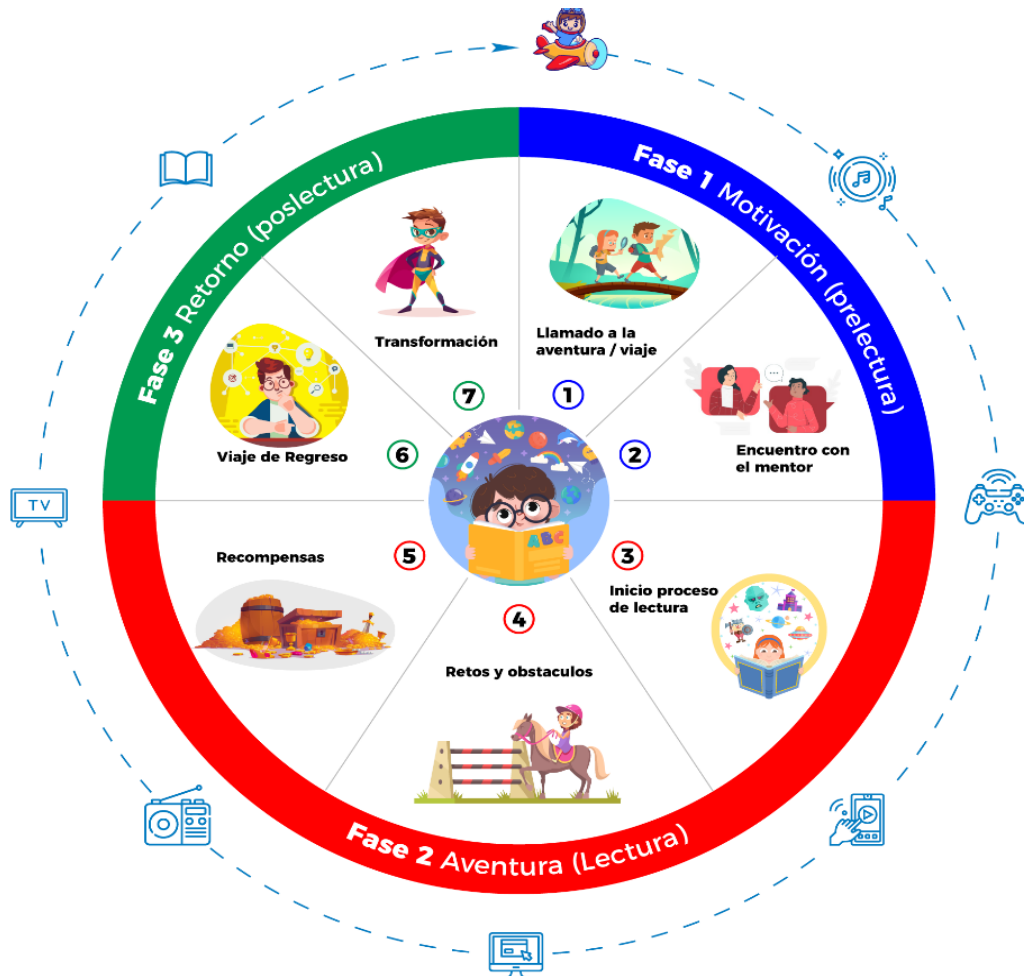 Fase 1 Motivación (prelectura)
Llamado a la
aventura / viaje
1
Encuentro con
el mentor
2
Fase 2 Aventura (Lectura)
3
Inicio proceso
de lectura
4
Retos y obstaculos
5
Recompensas
Fase 3 Retorno (poslectura)
6
Viaje de Regreso
7
Transformación
ABC
TV